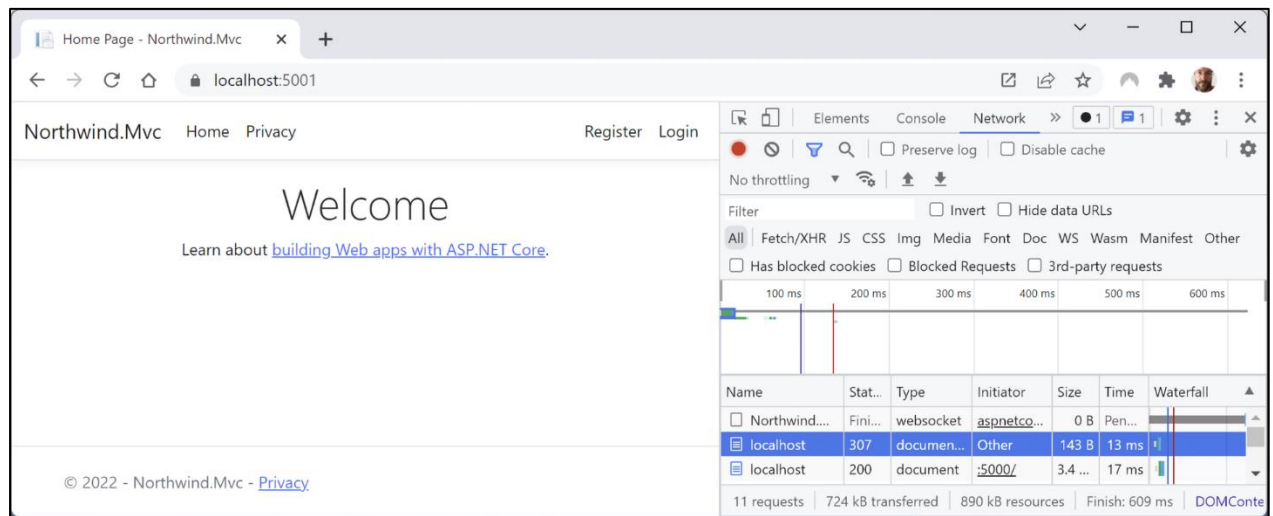 Home Page - Northwind.Mvc
localhost:5001
Northwind.Mvc Home Privacy Register Login
Welcome
Learn about building Web apps with ASP.NET Core.
© 2022 - Northwind.Mvc - Privacy
Elements Console Network » 1 1
Preserve log Disable cache
No throttling
Filter Invert Hide data URLs
All Fetch/XHR JS CSS Img Media Font Doc WS Wasm Manifest Other
Has blocked cookies Blocked Requests 3rd-party requests
100 ms 200 ms 300 ms 400 ms 500 ms 600 ms
Name Stat... Type Initiator Size Time Waterfall
Northwind.... Fini... websocket aspnetco... 0 B Pen...
localhost 307 documen... Other 143 B 13 ms
localhost 200 document :5000/ 3.4 ... 17 ms
11 requests 724 kB transferred 890 kB resources Finish: 609 ms DOMConte